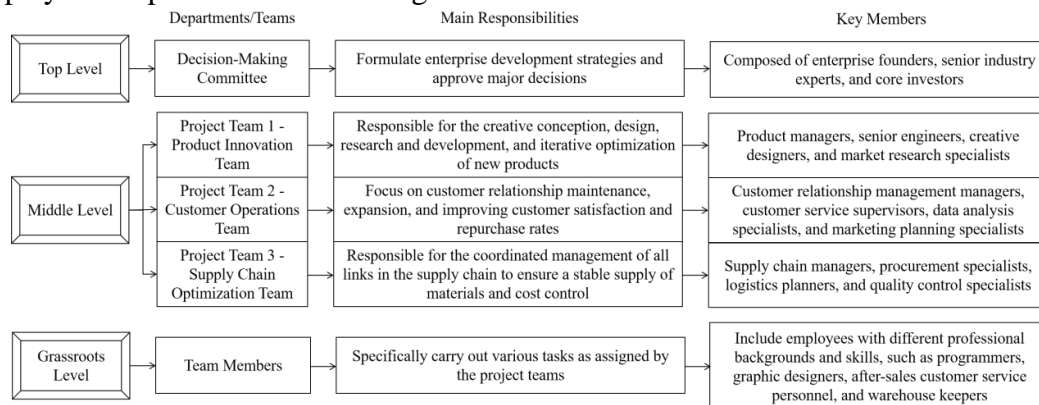 Departments/Teams
Main Responsibilities
Key Members
Top Level
Decision-Making
Committee
Formulate enterprise development strategies and
approve major decisions
Composed of enterprise founders, senior industry
experts, and core investors
Middle Level
Project Team 1 -
Product Innovation
Team
Responsible for the creative conception, design,
research and development, and iterative optimization
of new products
Product managers, senior engineers, creative
designers, and market research specialists
Project Team 2 -
Customer Operations
Team
Focus on customer relationship maintenance,
expansion, and improving customer satisfaction and
repurchase rates
Customer relationship management managers,
customer service supervisors, data analysis
specialists, and marketing planning specialists
Project Team 3 -
Supply Chain
Optimization Team
Responsible for the coordinated management of all
links in the supply chain to ensure a stable supply of
materials and cost control
Supply chain managers, procurement specialists,
logistics planners, and quality control specialists
Grassroots
Level
Team Members
Specifically carry out various tasks as assigned by
the project teams
Include employees with different professional
backgrounds and skills, such as programmers,
graphic designers, after-sales customer service
personnel, and warehouse keepers